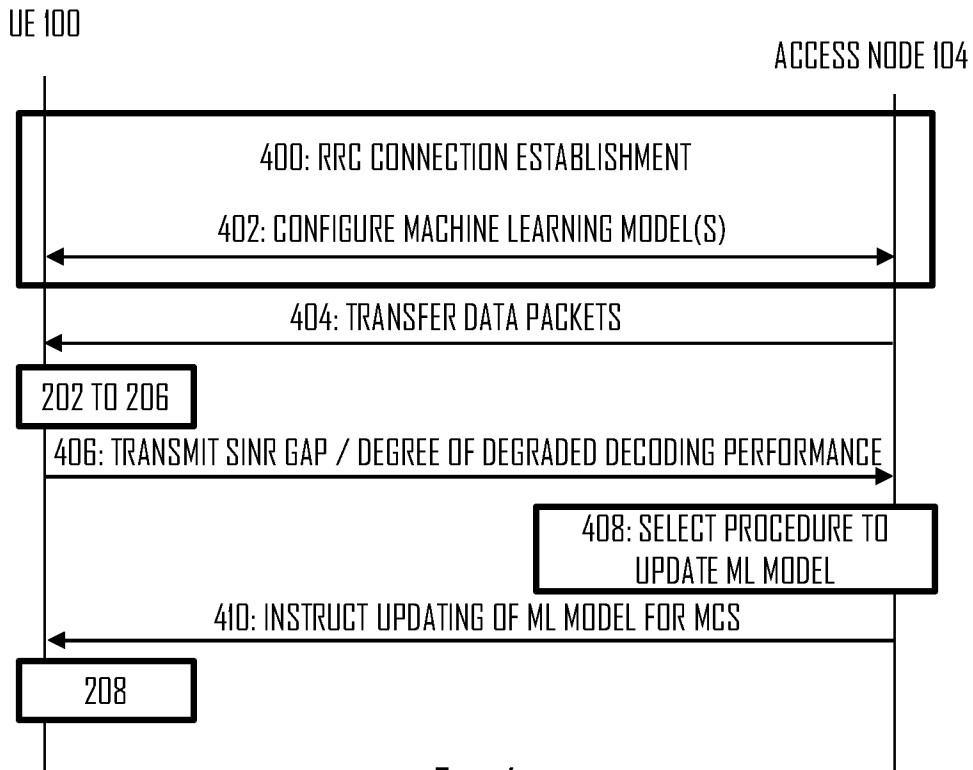 UE 100
ACCESS NODE 104
400: RRC CONNECTION ESTABLISHMENT
402: CONFIGURE MACHINE LEARNING MODEL(S)
404: TRANSFER DATA PACKETS
202 TO 206
406: TRANSMIT SINR GAP / DEGREE OF DEGRADED DECODING PERFORMANCE
408: SELECT PROCEDURE TO
UPDATE ML MODEL
410: INSTRUCT UPDATING OF ML MODEL FOR MCS
208